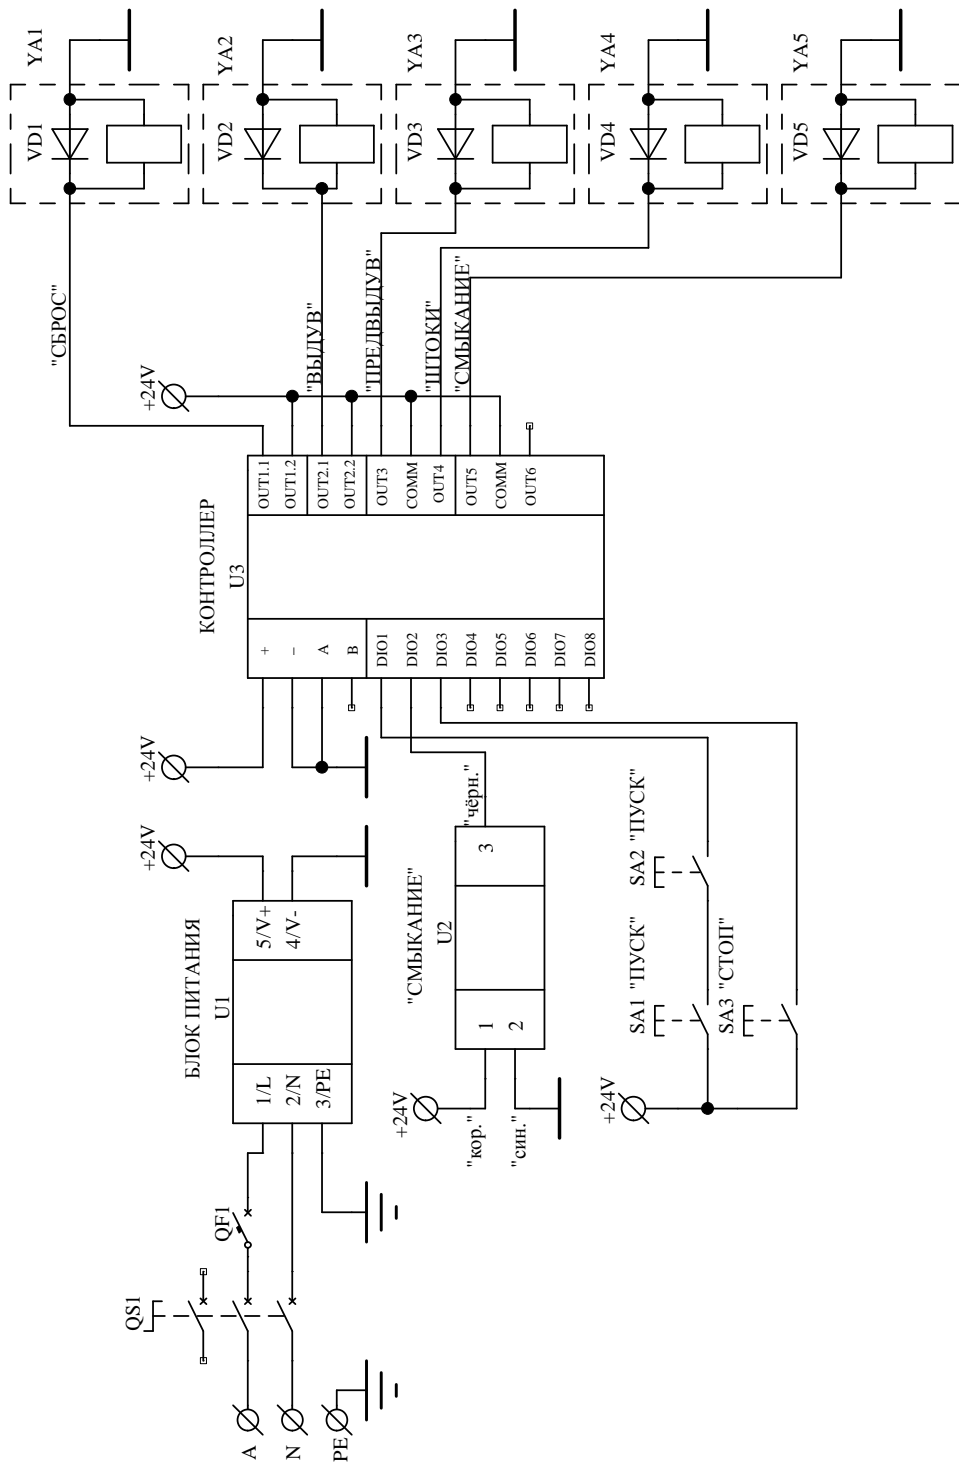 A
N
PE
QS1
QF1
БЛОК ПИТАНИЯ
U1
1/L
2/N
3/PE
5/V+
4/V-
+24V
+24V
КОНТРОЛЛЕР
U3
+
–
A
B
DIO1
DIO2
DIO3
DIO4
DIO5
DIO6
DIO7
DIO8
OUT1.1
OUT1.2
OUT2.1
OUT2.2
OUT3
COMM
OUT4
OUT5
COMM
OUT6
+24V
"СБРОС"
"ВЫДУВ"
"ПРЕДВЫДУВ"
"ШТОКИ"
"СМЫКАНИЕ"
YA1
VD1
YA2
VD2
YA3
VD3
YA4
VD4
YA5
VD5
"СМЫКАНИЕ"
U2
1
2
3
+24V
"кор."
"син."
"чёрн."
+24V
SA1 "ПУСК"
SA2 "ПУСК"
SA3 "СТОП"